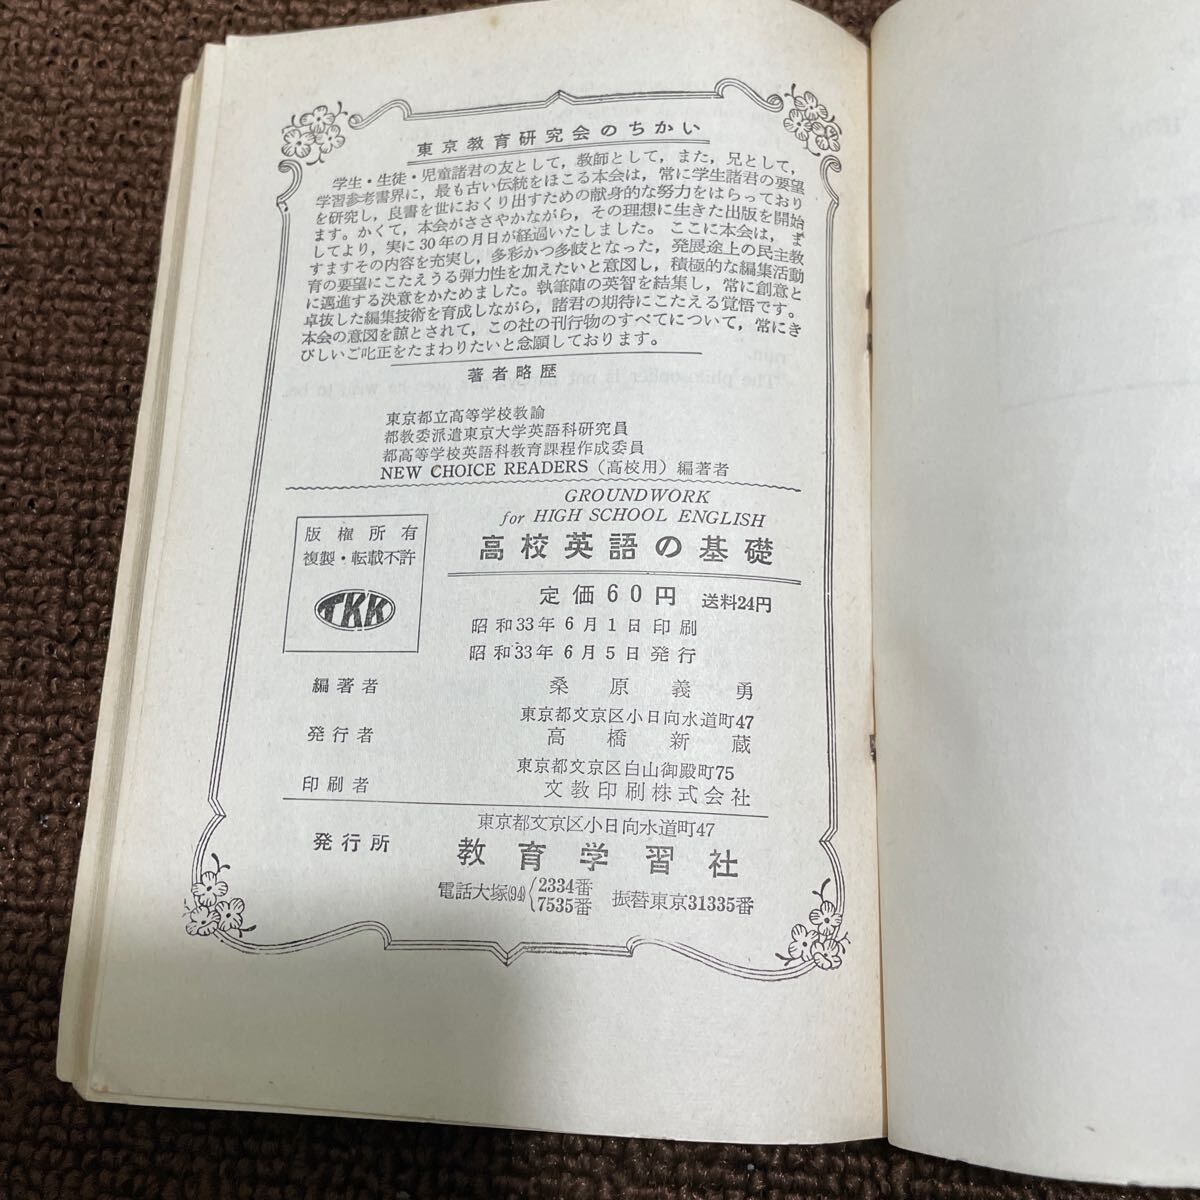 東京教育研究会のちかい
学生・生徒・児童諸君の友として，教師として，また，兄として，
学習参考書界に，最も古い伝統をほこる本会は，常に学生諸君の要望
を研究し，良書を世におくり出すための献身的な努力をはらっており
ます。かくて，本会がささやかながら，その理想に生きた出版を開始
してより，実に30年の月日が経過いたしました。ここに本会は，ま
すますその内容を充実し，多彩かつ多岐となった，発展途上の民主教
育の要望にこたえうる弾力性を加えたいと意図し，積極的な編集活動
に邁進する決意をかためました。執筆陣の英智を結集し，常に創意と
卓抜した編集技術を育成しながら，諸君の期待にこたえる覚悟です。
本会の意図を諒とされて，この社の刊行物のすべてについて，常にき
びしいご叱正をたまわりたいと念願しております。
著者略歴
東京都立高等学校教諭
都教委派遣東京大学英語科研究員
都高等学校英語科教育課程作成委員
NEW CHOICE READERS（高校用）編著者
GROUNDWORK
for HIGH SCHOOL ENGLISH
高校英語の基礎
版権所有
複製・転載不許
TKK
定価60円 送料24円
昭和33年6月1日印刷
昭和33年6月5日発行
編著者 桑原義勇
東京都文京区小日向水道町47
発行者 高橋新蔵
東京都文京区白山御殿町75
印刷者 文教印刷株式会社
東京都文京区小日向水道町47
発行所 教育学習社
電話大塚(94){2334番
7535番 振替東京31335番